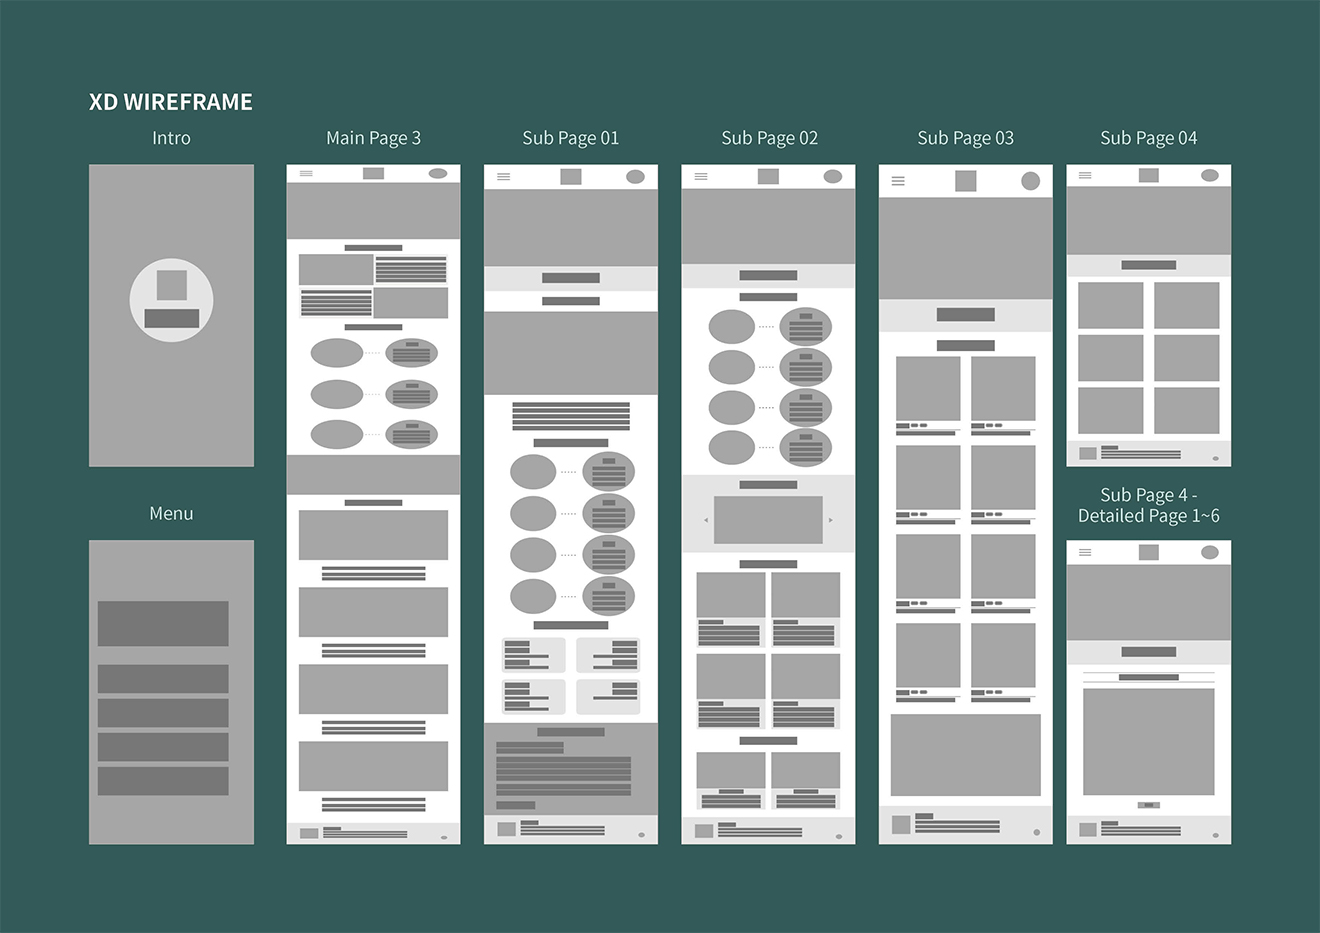 XD WIREFRAME
Intro
Main Page 3
Sub Page 01
Sub Page 02
Sub Page 03
Sub Page 04
Menu
Sub Page 4 -
Detailed Page 1~6